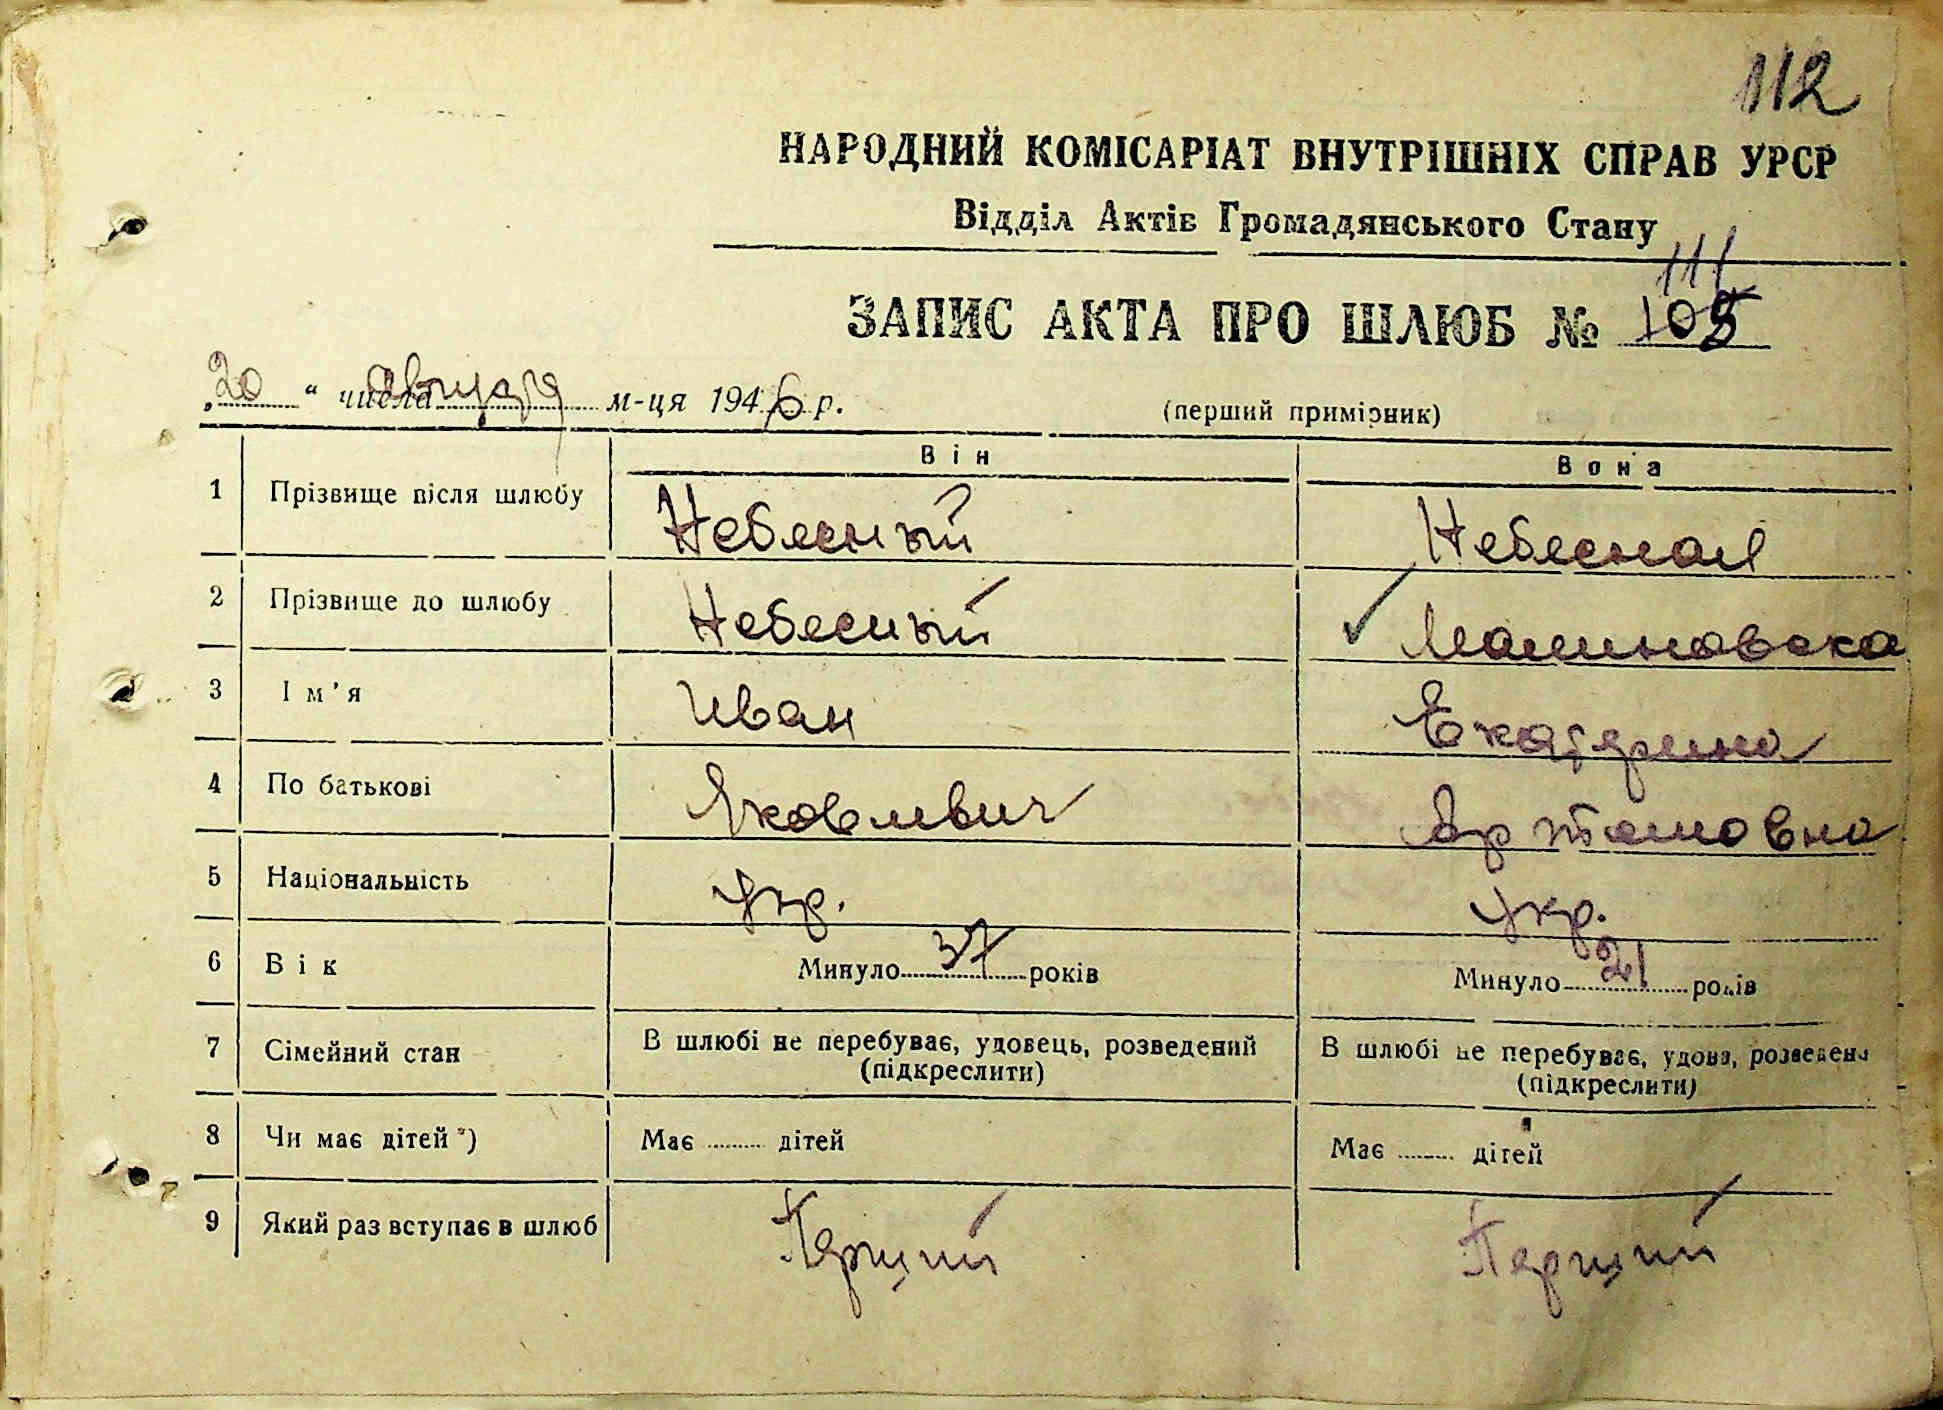 112
НАРОДНИЙ КОМІСАРІАТ ВНУТРІШНІХ СПРАВ УРСР
Відділ Актів Громадянського Стану
111
ЗАПИС АКТА ПРО ШЛЮБ № 105
„20“ числа м-ця 1946 р. (перший примірник)
Він Вона
1 Прізвище після шлюбу Небесный Небесная
2 Прізвище до шлюбу Небесный Малиновска
3 Ім'я Иван Екатерина
4 По батькові Яковлевич Артемовна
5 Національність укр. укр.
6 Вік Минуло 37 років Минуло 21 років
7 Сімейний стан В шлюбі не перебуває, удовець, розведений (підкреслити) В шлюбі не перебуває, удова, розведена (підкреслити)
8 Чи має дітей *) Має ........ дітей Має ........ дітей
9 Який раз вступає в шлюб Перший Перший